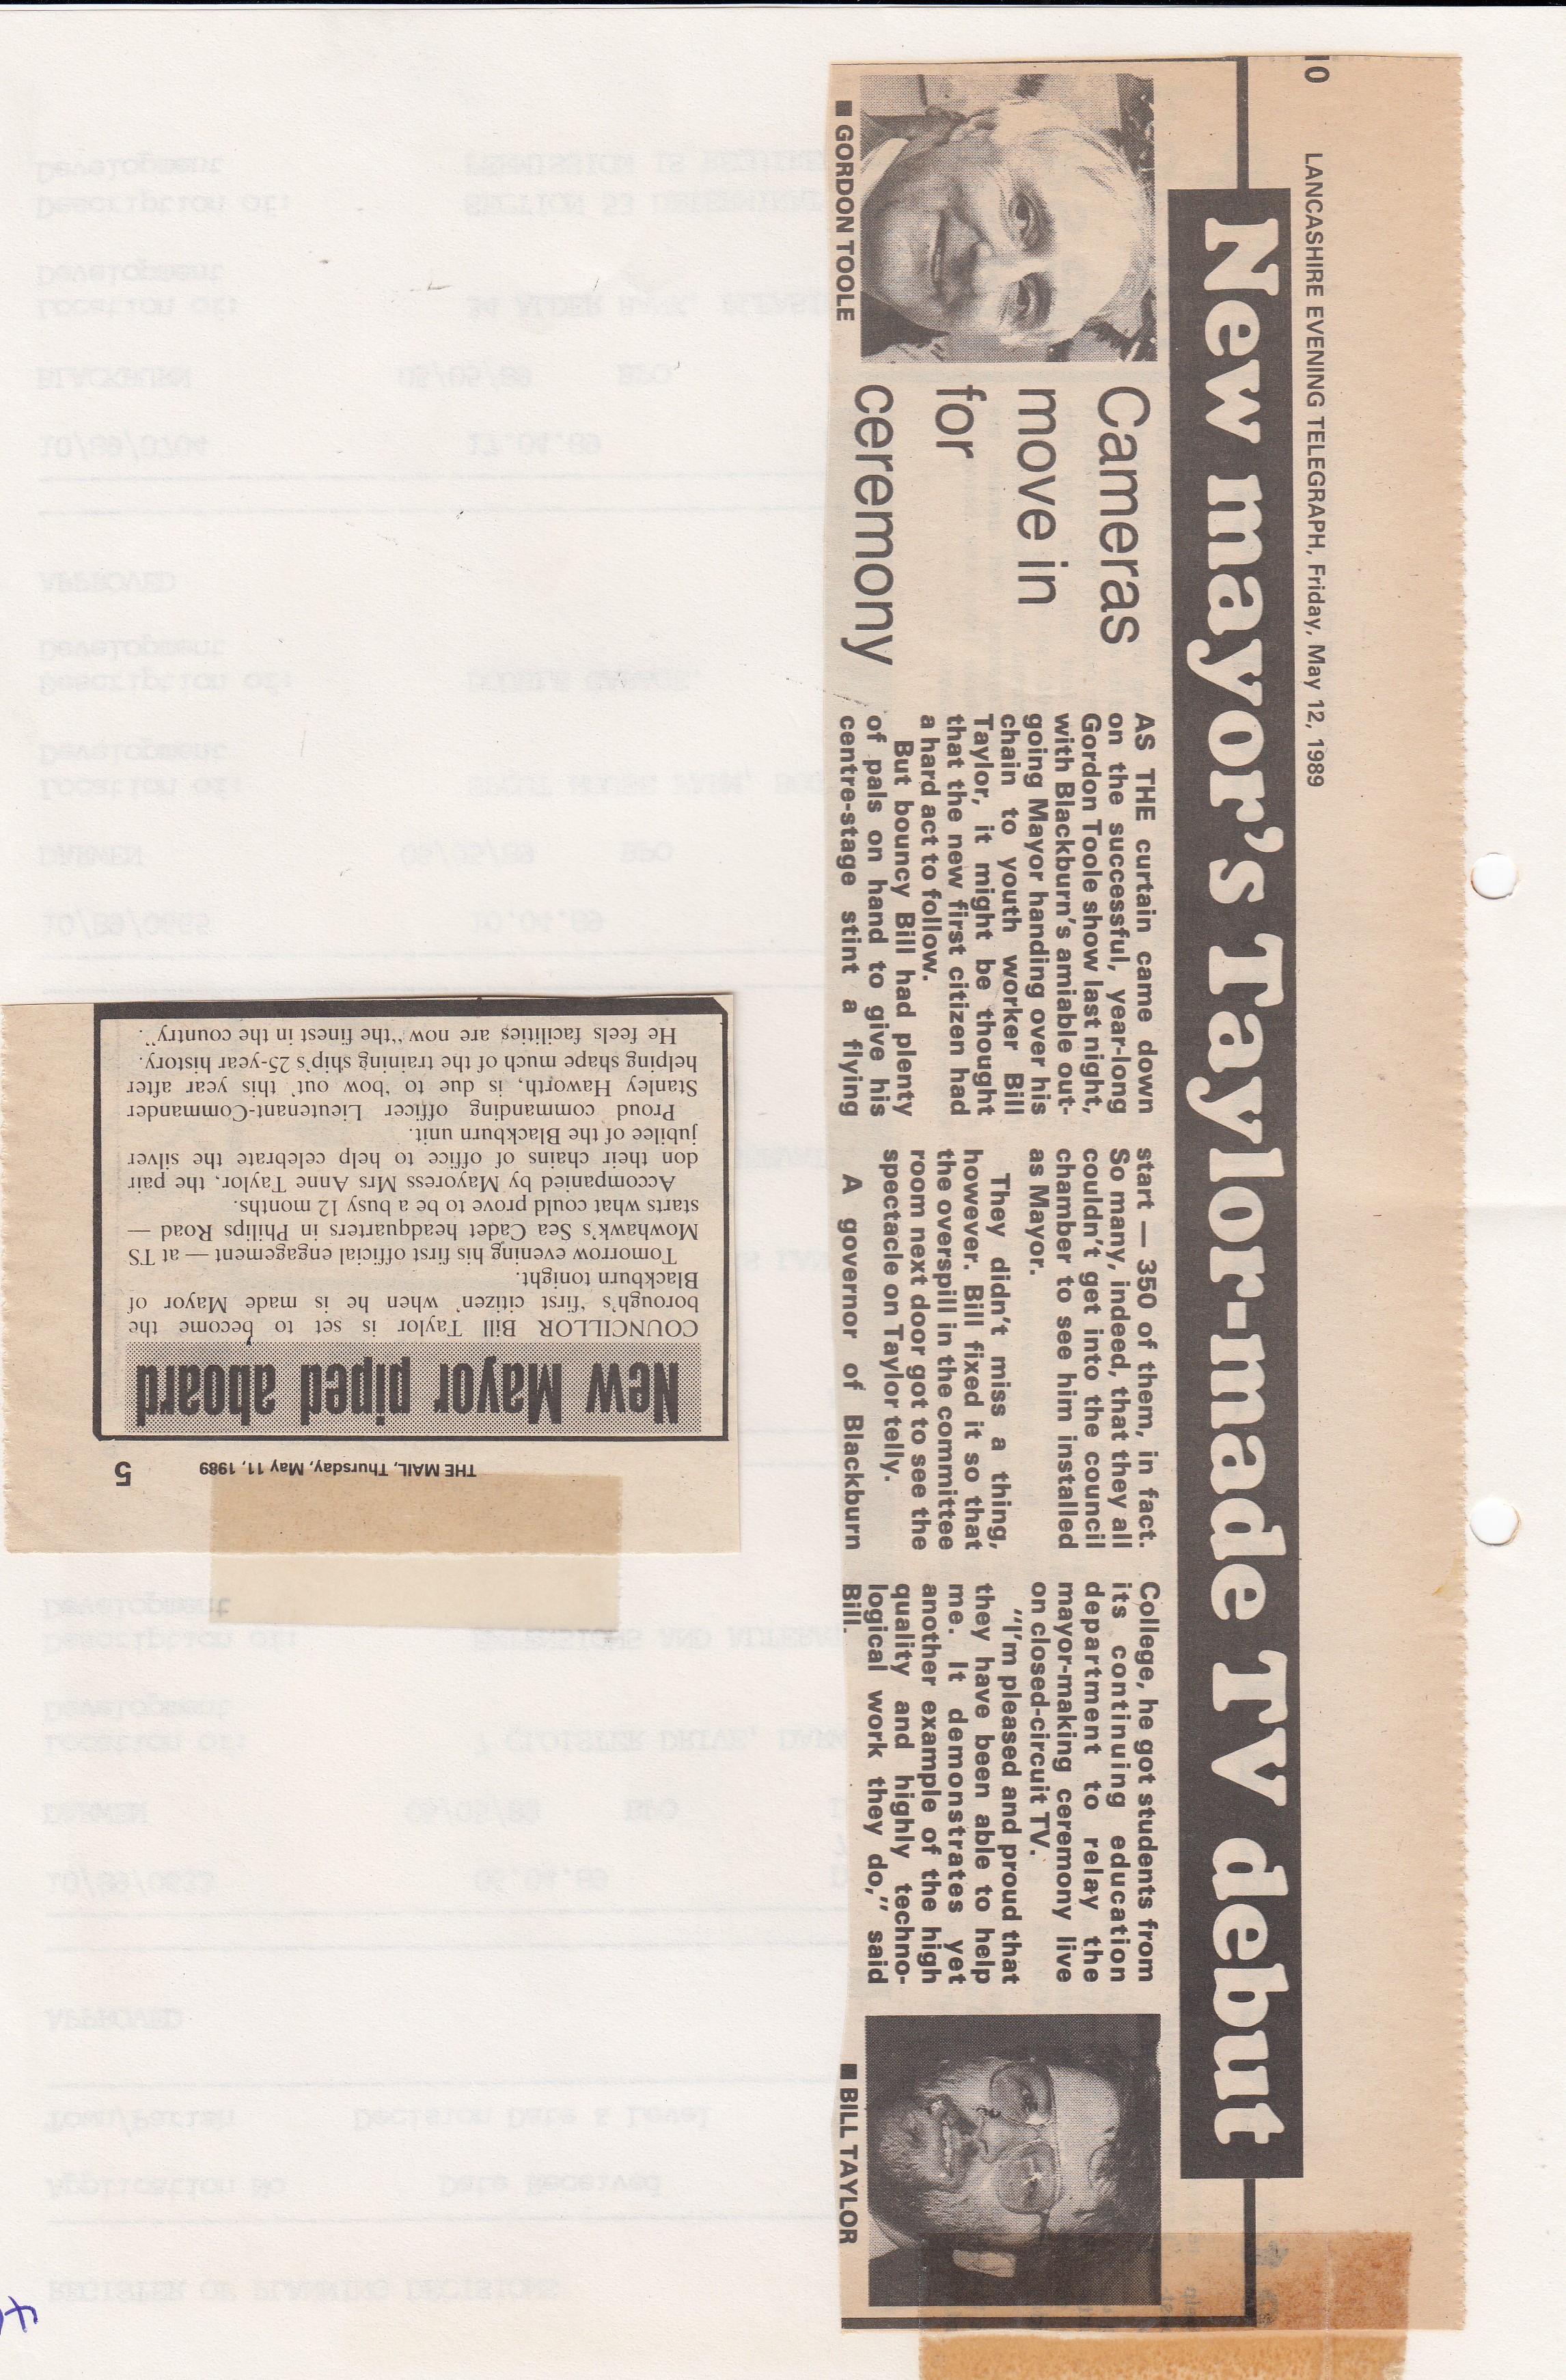 10 LANCASHIRE EVENING TELEGRAPH, Friday, May 12, 1989
New mayor's Taylor-made TV debut
■ GORDON TOOLE
Cameras
move in
for
ceremony
AS THE curtain came down
on the successful, year-long
Gordon Toole show last night,
with Blackburn's amiable out-
going Mayor handing over his
chain to youth worker Bill
Taylor, it might be thought
that the new first citizen had
a hard act to follow.
But bouncy Bill had plenty
of pals on hand to give his
centre-stage stint a flying
start — 350 of them, in fact.
So many, indeed, that they all
couldn't get into the council
chamber to see him installed
as Mayor.
They didn't miss a thing,
however. Bill fixed it so that
the overspill in the committee
room next door got to see the
spectacle on Taylor telly.
A governor of Blackburn
College, he got students from
its continuing education
department to relay the
mayor-making ceremony live
on closed-circuit TV.
"I'm pleased and proud that
they have been able to help
me. It demonstrates yet
another example of the high
quality and highly techno-
logical work they do," said
Bill.
■ BILL TAYLOR
THE MAIL, Thursday, May 11, 1989 5
New Mayor piped aboard
COUNCILLOR Bill Taylor is set to become the
borough's 'first citizen' when he is made Mayor of
Blackburn tonight.
Tomorrow evening his first official engagement — at TS
Mowhawk's Sea Cadet headquarters in Philips Road —
starts what could prove to be a busy 12 months.
Accompanied by Mayoress Mrs Anne Taylor, the pair
don their chains of office to help celebrate the silver
jubilee of the Blackburn unit.
Proud commanding officer Lieutenant-Commander
Stanley Haworth, is due to 'bow out' this year after
helping shape much of the training ship's 25-year history.
He feels facilities are now "the finest in the country".